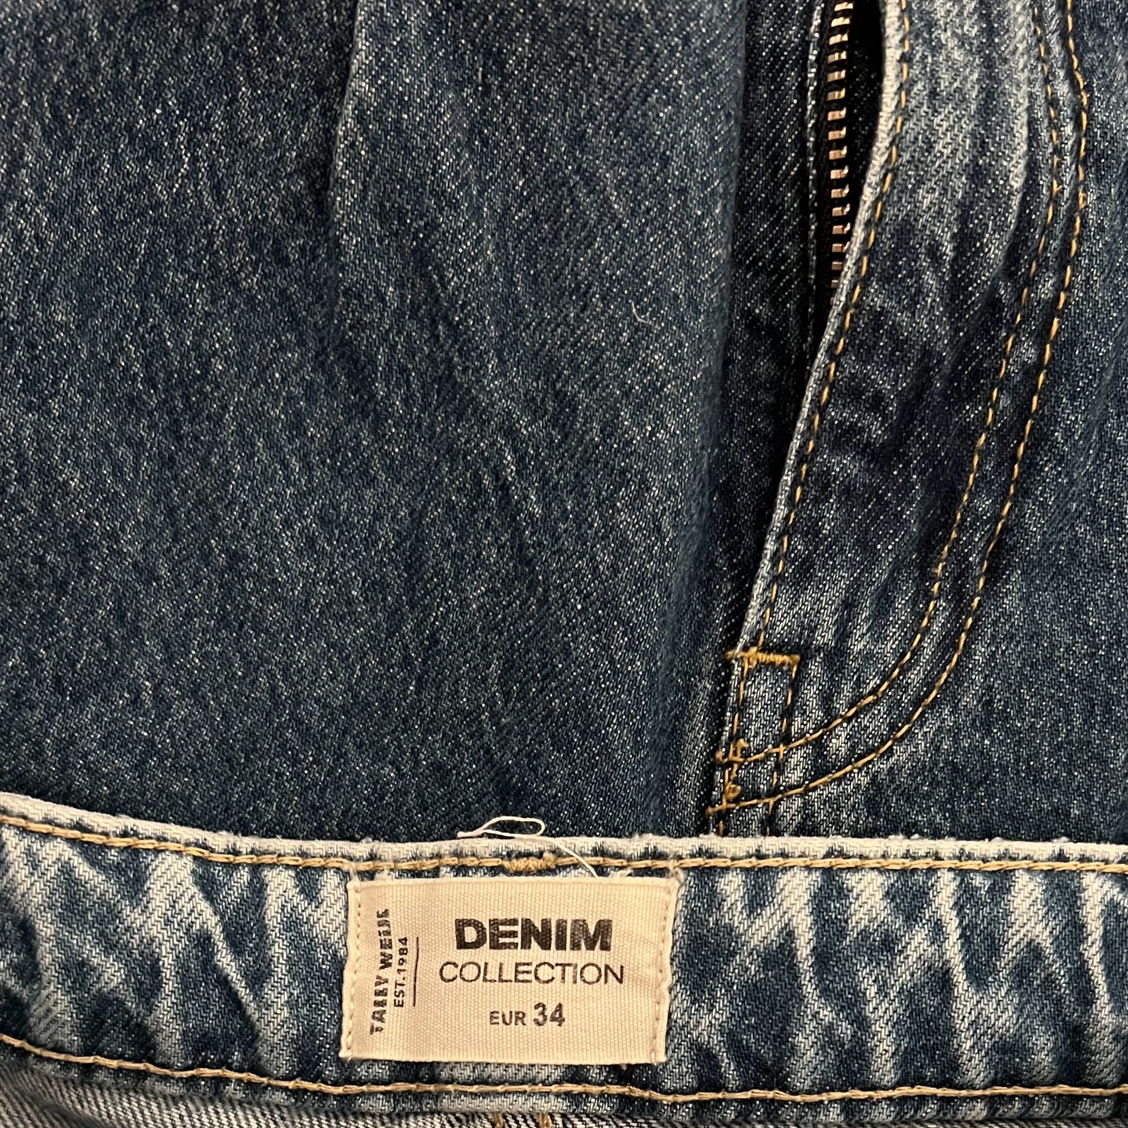 TALLY WEIJL
EST.1984
DENIM
COLLECTION
EUR 34